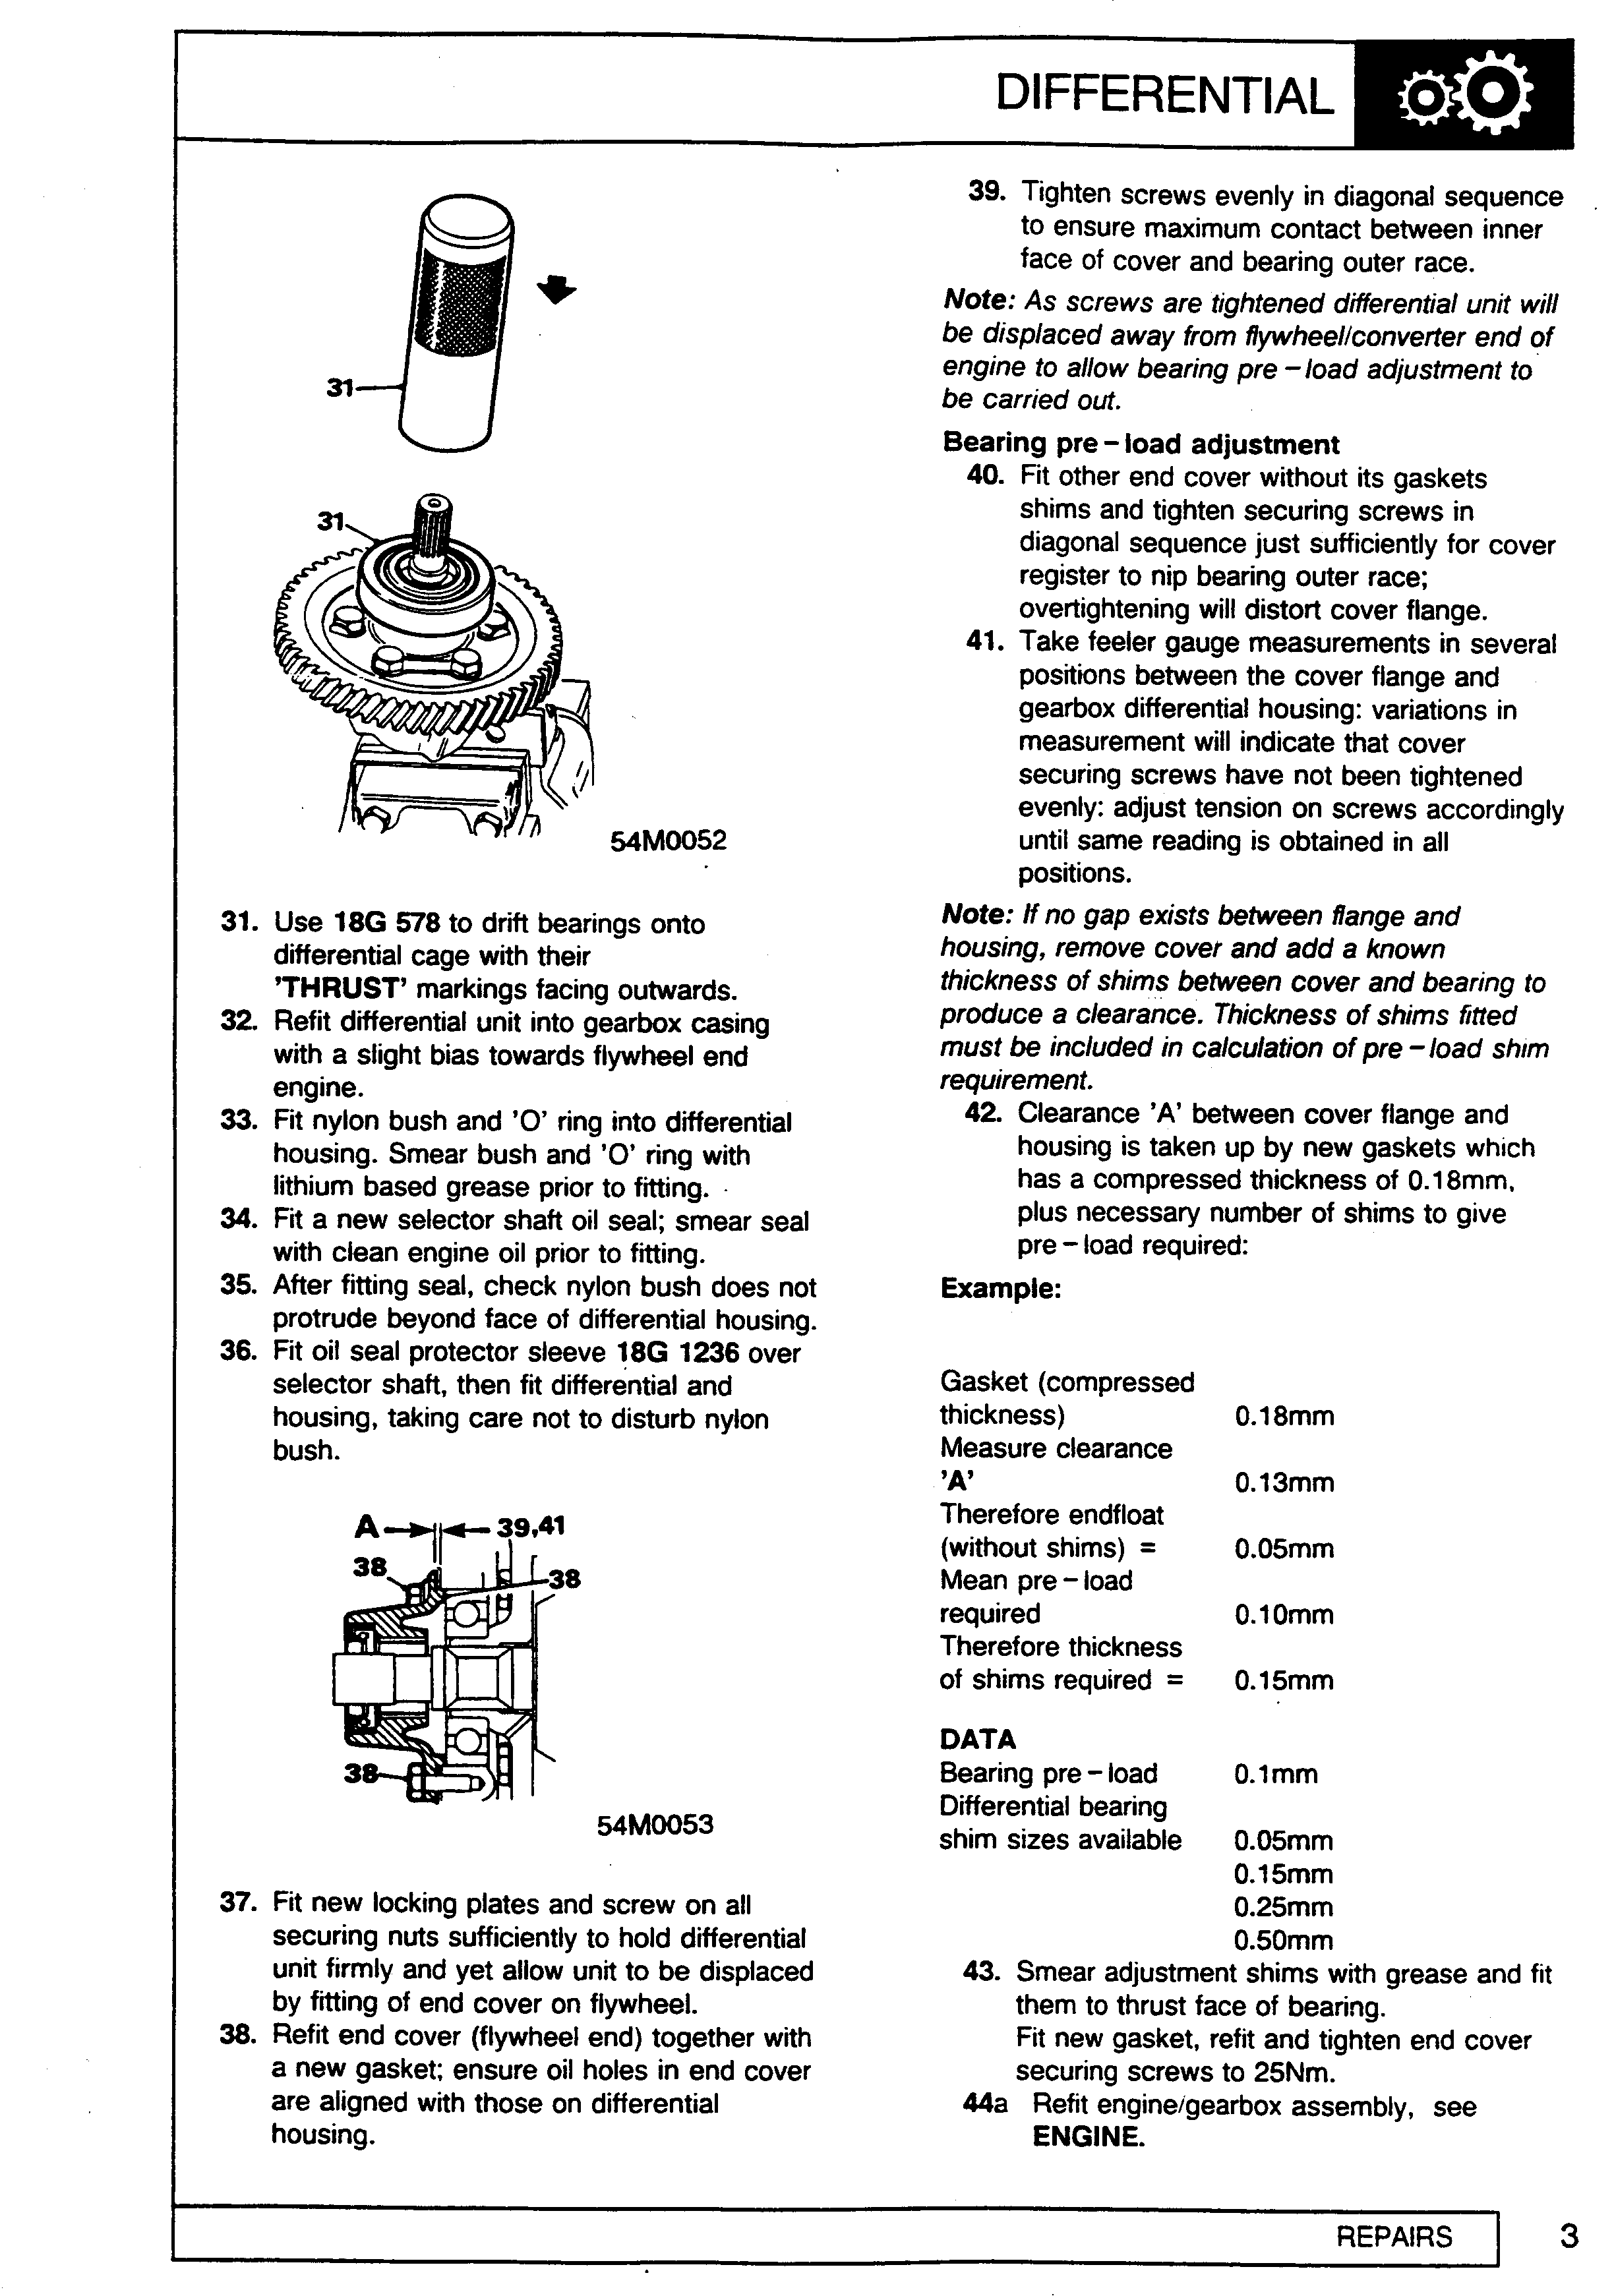 DIFFERENTIAL
31
31
54M0052
31. Use 18G 578 to drift bearings onto
differential cage with their
'THRUST' markings facing outwards.
32. Refit differential unit into gearbox casing
with a slight bias towards flywheel end
engine.
33. Fit nylon bush and 'O' ring into differential
housing. Smear bush and 'O' ring with
lithium based grease prior to fitting.
34. Fit a new selector shaft oil seal; smear seal
with clean engine oil prior to fitting.
35. After fitting seal, check nylon bush does not
protrude beyond face of differential housing.
36. Fit oil seal protector sleeve 18G 1236 over
selector shaft, then fit differential and
housing, taking care not to disturb nylon
bush.
A 39,41
38
38
38
54M0053
37. Fit new locking plates and screw on all
securing nuts sufficiently to hold differential
unit firmly and yet allow unit to be displaced
by fitting of end cover on flywheel.
38. Refit end cover (flywheel end) together with
a new gasket; ensure oil holes in end cover
are aligned with those on differential
housing.
39. Tighten screws evenly in diagonal sequence
to ensure maximum contact between inner
face of cover and bearing outer race.
Note: As screws are tightened differential unit will
be displaced away from flywheel/converter end of
engine to allow bearing pre – load adjustment to
be carried out.
Bearing pre – load adjustment
40. Fit other end cover without its gaskets
shims and tighten securing screws in
diagonal sequence just sufficiently for cover
register to nip bearing outer race;
overtightening will distort cover flange.
41. Take feeler gauge measurements in several
positions between the cover flange and
gearbox differential housing: variations in
measurement will indicate that cover
securing screws have not been tightened
evenly: adjust tension on screws accordingly
until same reading is obtained in all
positions.
Note: If no gap exists between flange and
housing, remove cover and add a known
thickness of shims between cover and bearing to
produce a clearance. Thickness of shims fitted
must be included in calculation of pre – load shim
requirement.
42. Clearance 'A' between cover flange and
housing is taken up by new gaskets which
has a compressed thickness of 0.18mm,
plus necessary number of shims to give
pre – load required:
Example:
Gasket (compressed
thickness) 0.18mm
Measure clearance
'A' 0.13mm
Therefore endfloat
(without shims) = 0.05mm
Mean pre – load
required 0.10mm
Therefore thickness
of shims required = 0.15mm
DATA
Bearing pre – load 0.1mm
Differential bearing
shim sizes available 0.05mm
0.15mm
0.25mm
0.50mm
43. Smear adjustment shims with grease and fit
them to thrust face of bearing.
Fit new gasket, refit and tighten end cover
securing screws to 25Nm.
44a Refit engine/gearbox assembly, see
ENGINE.
REPAIRS 3